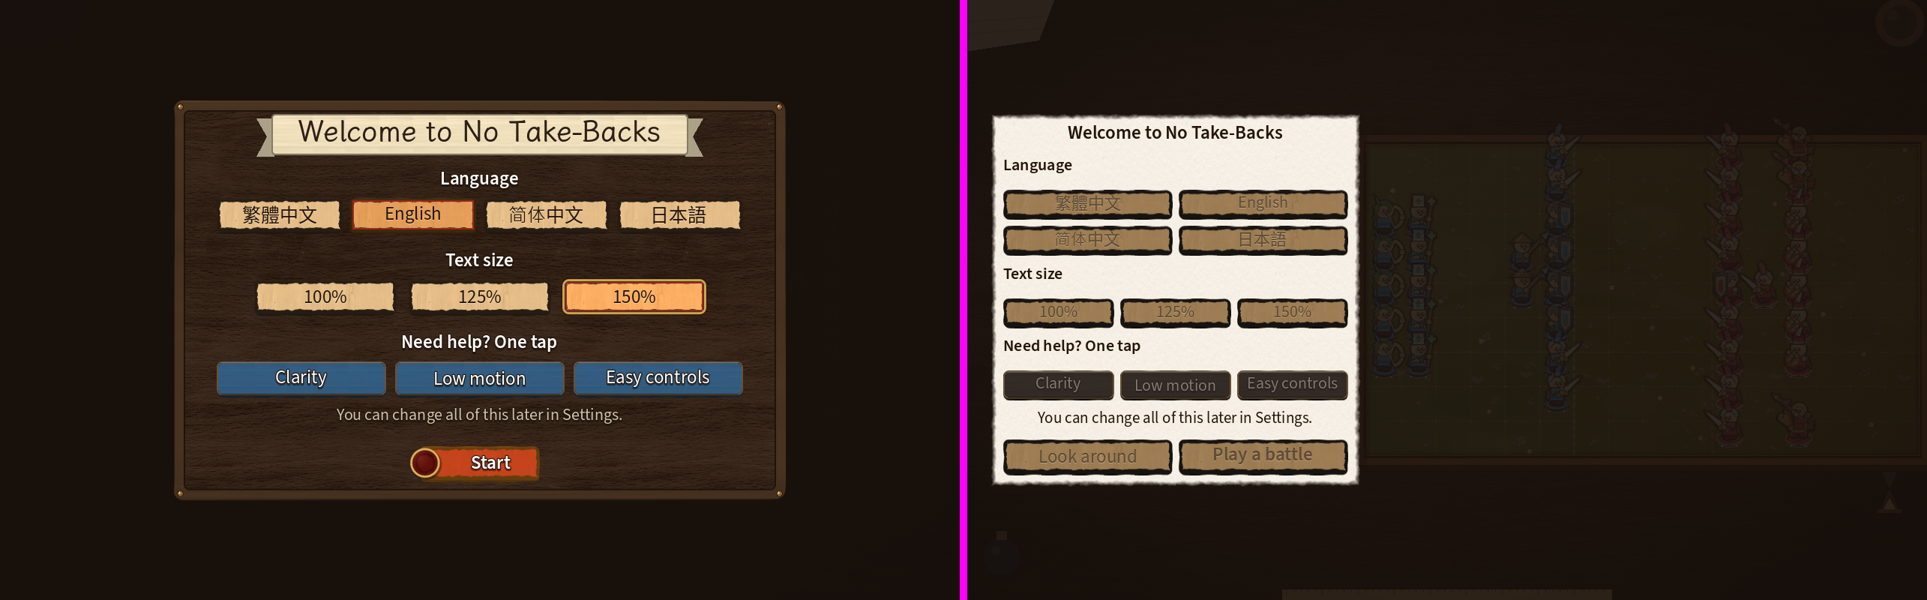 Welcome to No Take-Backs
Language
繁體中文 English 简体中文 日本語
Text size
100% 125% 150%
Need help? One tap
Clarity Low motion Easy controls
You can change all of this later in Settings.
Start
Welcome to No Take-Backs
Language
繁體中文 English
简体中文 日本語
Text size
100% 125% 150%
Need help? One tap
Clarity Low motion Easy controls
You can change all of this later in Settings.
Look around Play a battle